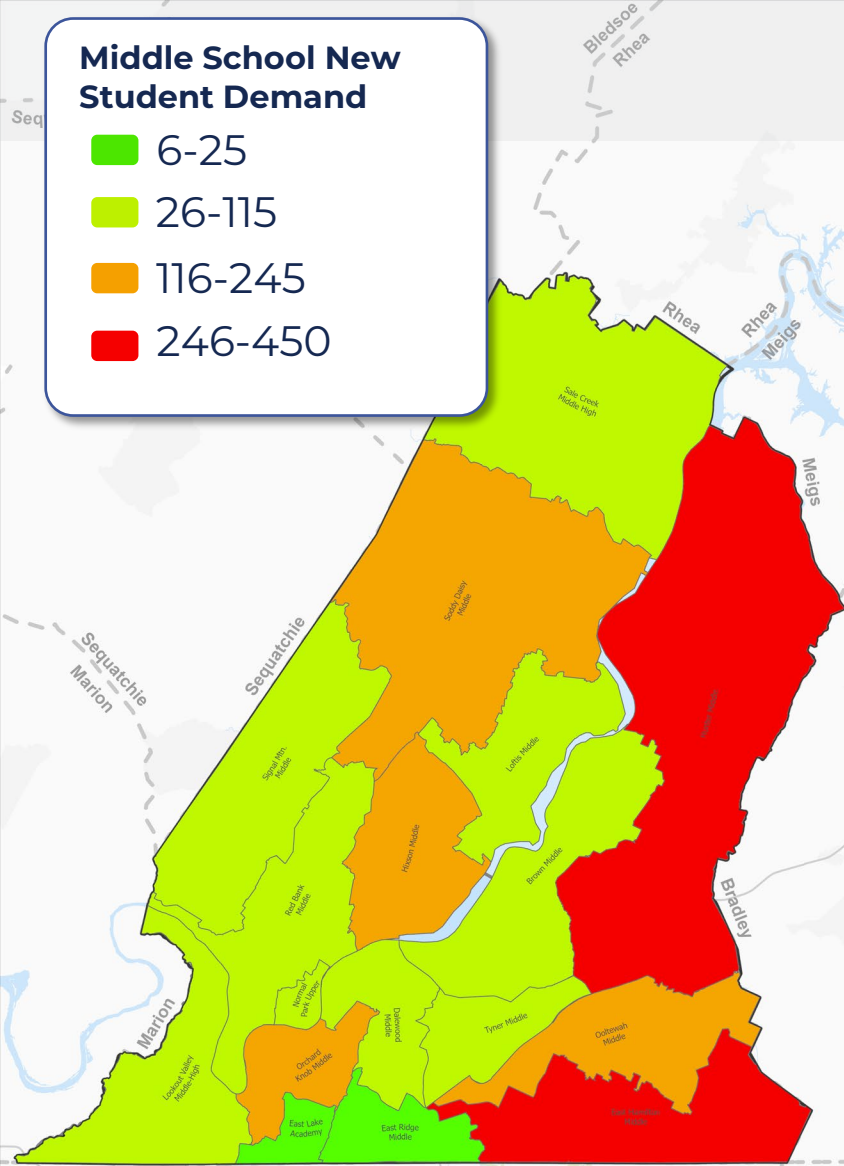 Middle School New
Student Demand
6-25
26-115
116-245
246-450
Bledsoe
Rhea
Seq
Rhea
Rhea
Meigs
Meigs
Sale Creek
Middle High
Soddy Daisy
Middle
Sequatchie
Sequatchie
Marion
Signal Mtn.
Middle
Loftis Middle
Hixson Middle
Brown Middle
Red Bank
Middle
Bradley
Normal
Park Upper
Marion
Dalewood
Middle
Tyner Middle
Ooltewah
Middle
Orchard
Knob Middle
Lookout Valley
Middle-High
East Lake
Academy
East Ridge
Middle
East Hamilton
Middle